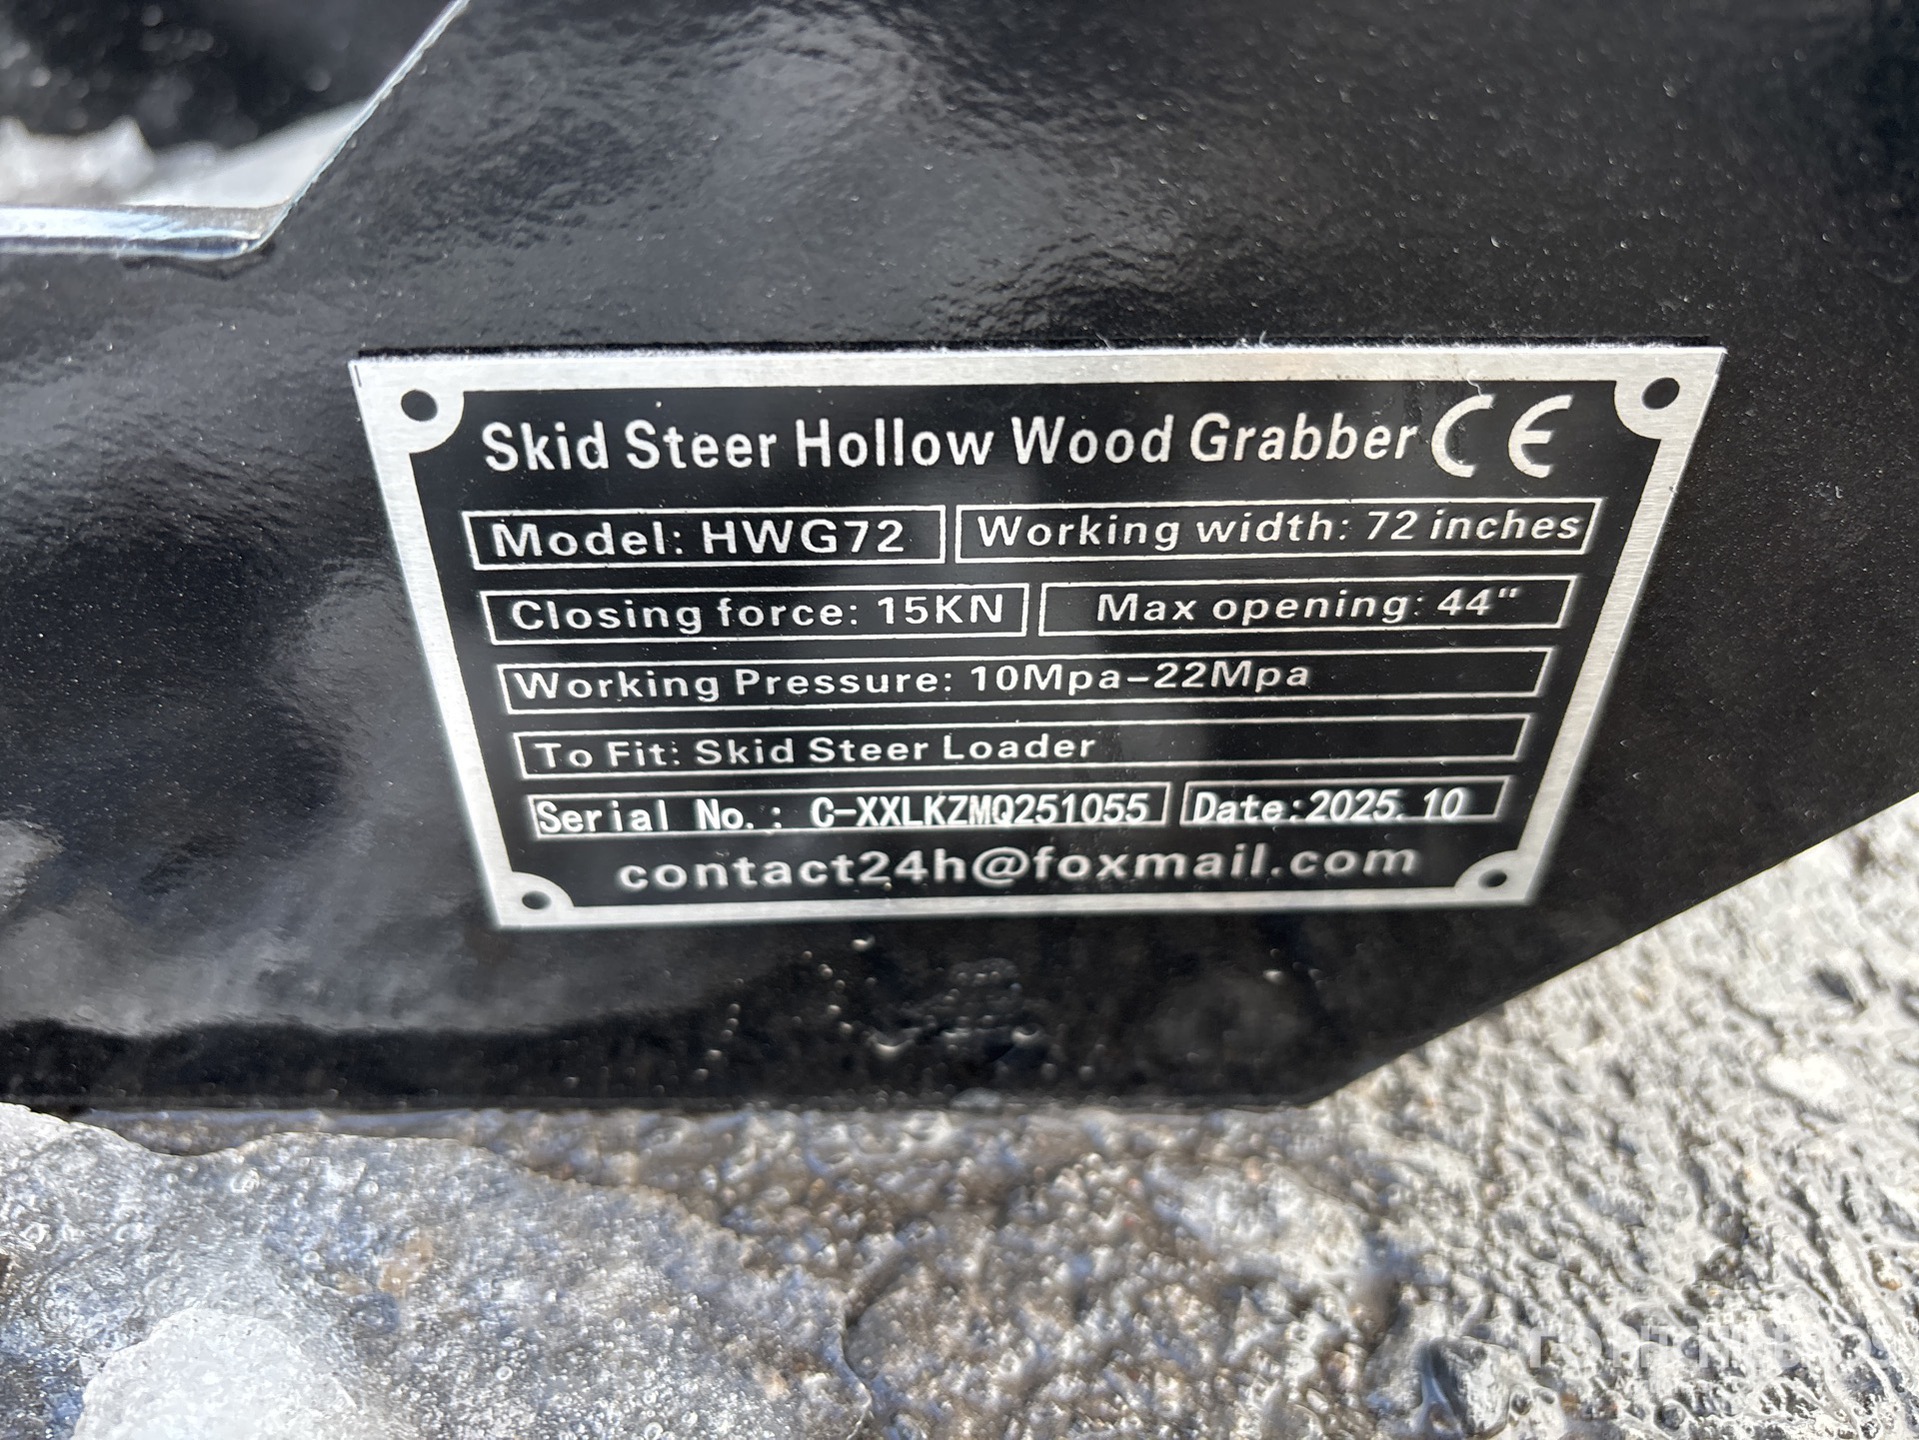 Skid Steer Hollow Wood Grabber CE
Model: HWG72 Working width: 72 inches
Closing force: 15KN Max opening: 44"
Working Pressure: 10Mpa-22Mpa
To Fit: Skid Steer Loader
Serial No.: C-XXLKZMQ251055 Date:2025.10
contact24h@foxmail.com